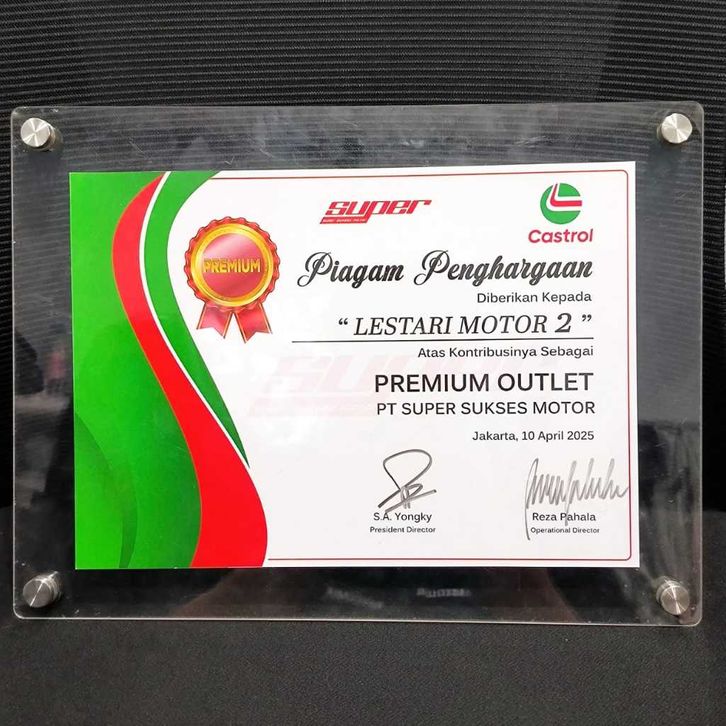 super
Castrol
PREMIUM
Piagam Penghargaan
Diberikan Kepada
“ LESTARI MOTOR 2 ”
Atas Kontribusinya Sebagai
PREMIUM OUTLET
PT SUPER SUKSES MOTOR
Jakarta, 10 April 2025
S.A. Yongky
President Director
Reza Pahala
Operational Director